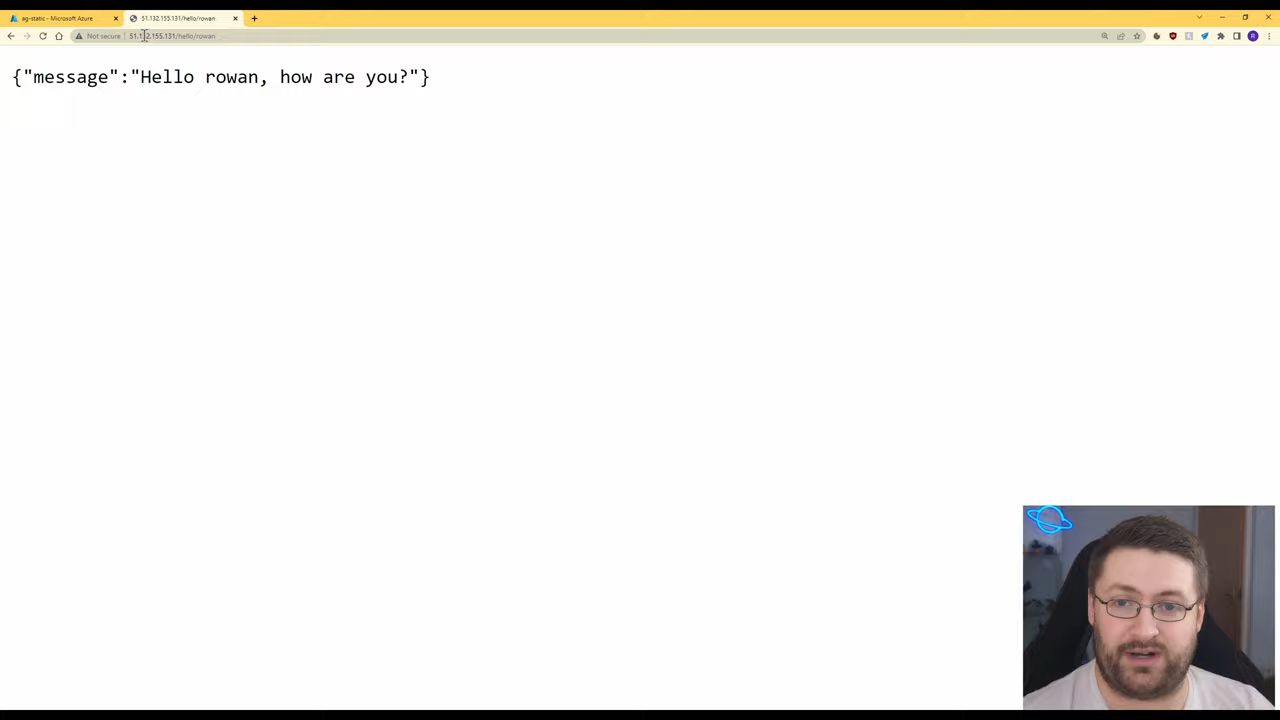 ag-static - Microsoft Azure
51.132.155.131/hello/rowan
Not secure
51.132.155.131/hello/rowan
R
{"message":"Hello rowan, how are you?"}